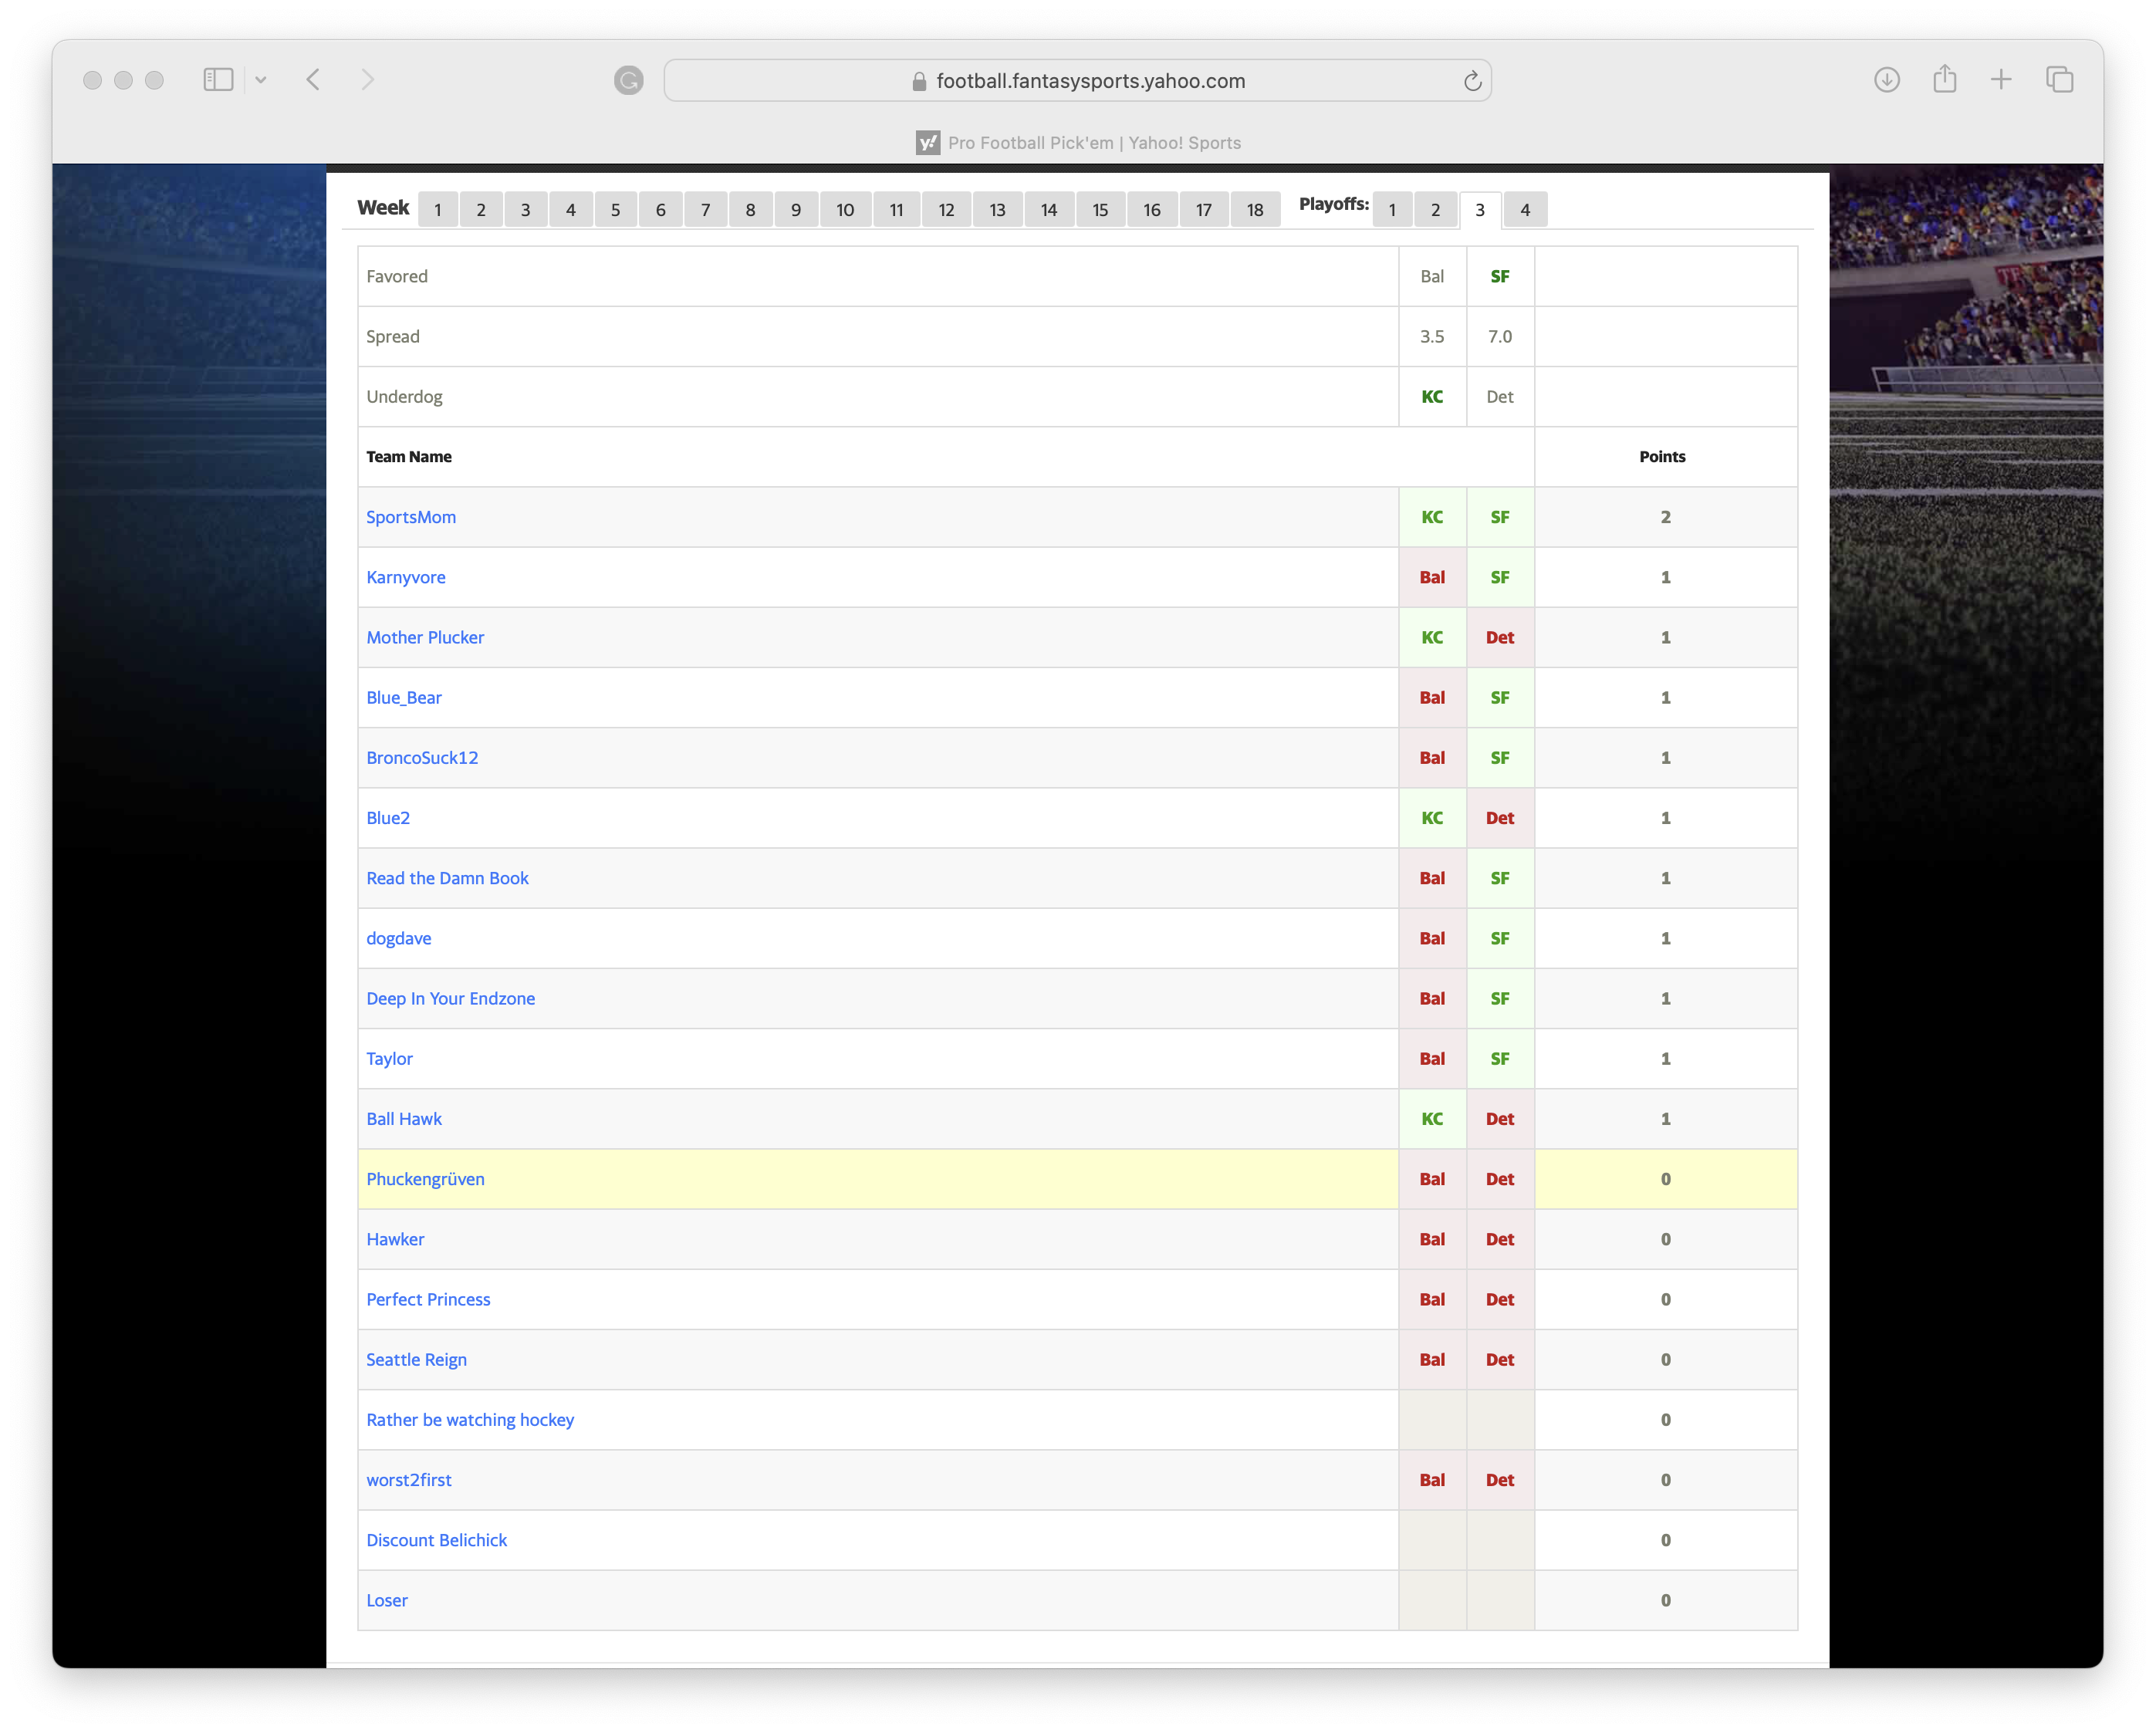 football.fantasysports.yahoo.com
y! Pro Football Pick'em | Yahoo! Sports
Week 1 2 3 4 5 6 7 8 9 10 11 12 13 14 15 16 17 18 Playoffs: 1 2 3 4
Favored Bal SF
Spread 3.5 7.0
Underdog KC Det
Team Name Points
SportsMom KC SF 2
Karnyvore Bal SF 1
Mother Plucker KC Det 1
Blue_Bear Bal SF 1
BroncoSuck12 Bal SF 1
Blue2 KC Det 1
Read the Damn Book Bal SF 1
dogdave Bal SF 1
Deep In Your Endzone Bal SF 1
Taylor Bal SF 1
Ball Hawk KC Det 1
Phuckengrüven Bal Det 0
Hawker Bal Det 0
Perfect Princess Bal Det 0
Seattle Reign Bal Det 0
Rather be watching hockey 0
worst2first Bal Det 0
Discount Belichick 0
Loser 0